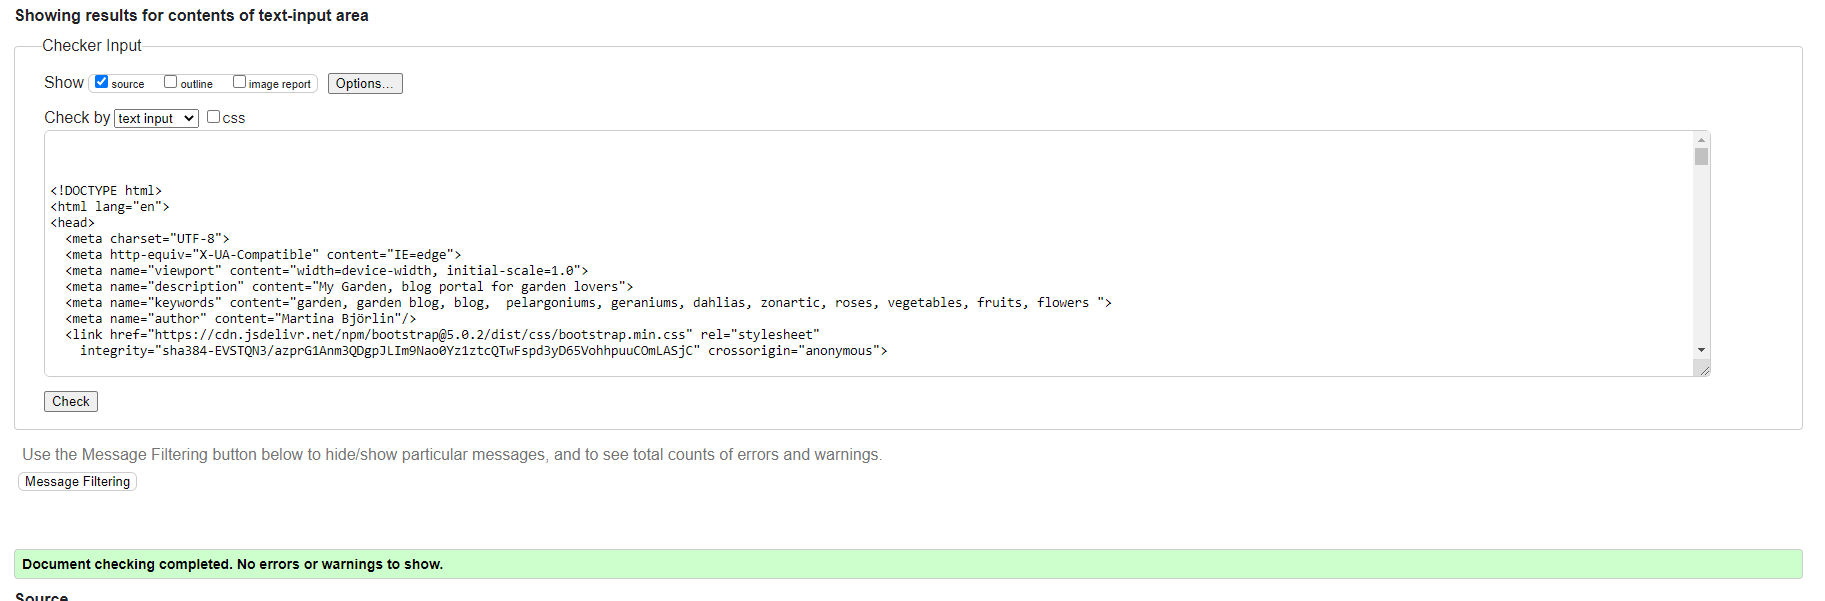 Showing results for contents of text-input area
Checker Input
Show source outline image report Options...
Check by text input css
<!DOCTYPE html>
<html lang="en">
<head>
<meta charset="UTF-8">
<meta http-equiv="X-UA-Compatible" content="IE=edge">
<meta name="viewport" content="width=device-width, initial-scale=1.0">
<meta name="description" content="My Garden, blog portal for garden lovers">
<meta name="keywords" content="garden, garden blog, blog,  pelargoniums, geraniums, dahlias, zonartic, roses, vegetables, fruits, flowers ">
<meta name="author" content="Martina Björlin"/>
<link href="https://cdn.jsdelivr.net/npm/bootstrap@5.0.2/dist/css/bootstrap.min.css" rel="stylesheet"
integrity="sha384-EVSTQN3/azprG1Anm3QDgpJLIm9Nao0Yz1ztcQTwFspd3yD65VohhpuuCOmLASjC" crossorigin="anonymous">
Check
Use the Message Filtering button below to hide/show particular messages, and to see total counts of errors and warnings.
Message Filtering
Document checking completed. No errors or warnings to show.
Source